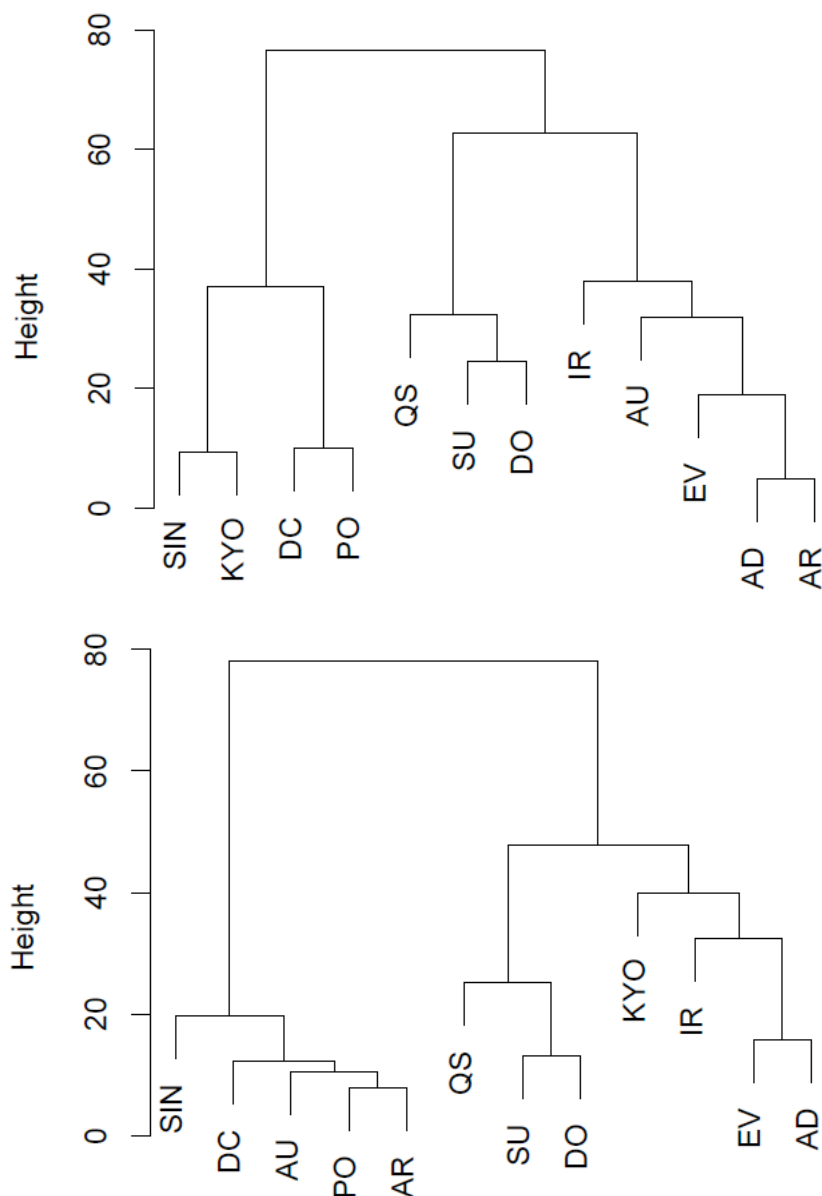 80
60
40
20
0
Height
SIN
KYO
DC
PO
QS
SU
DO
IR
AU
EV
AD
AR
80
60
40
20
0
Height
SIN
DC
AU
PO
AR
QS
SU
DO
KYO
IR
EV
AD